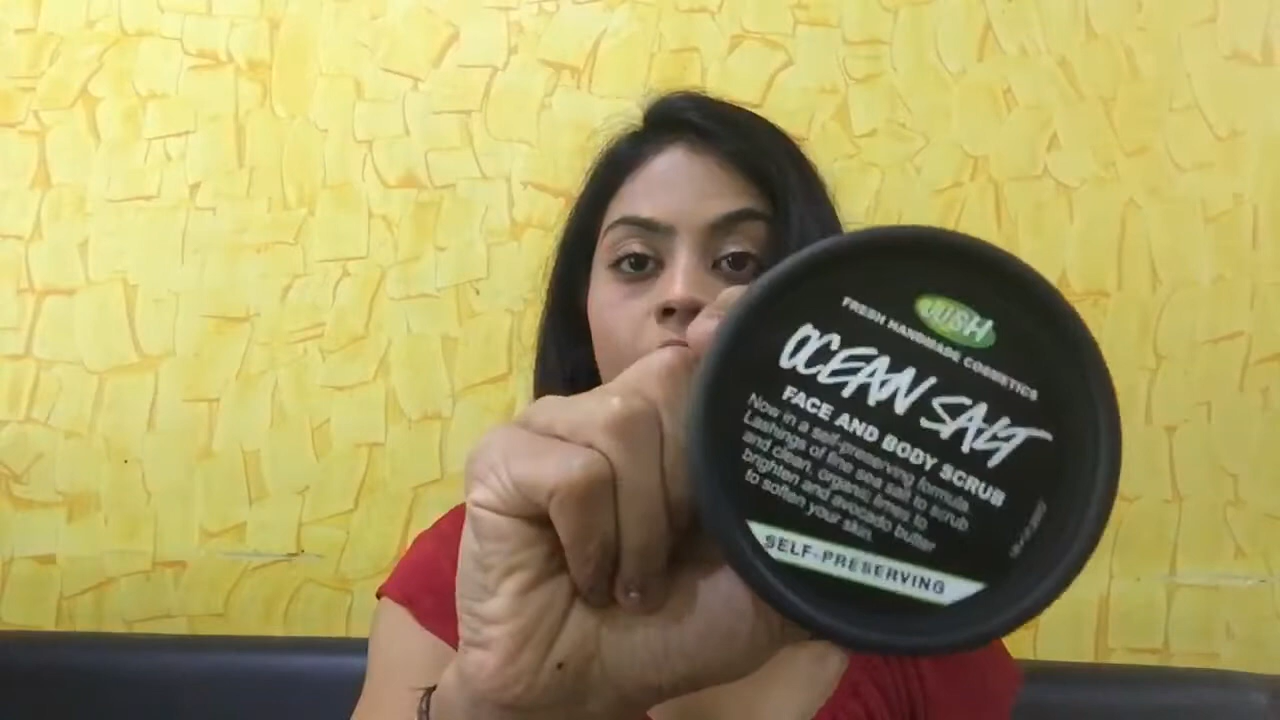 LUSH
FRESH HANDMADE COSMETICS
OCEAN SALT
FACE AND BODY SCRUB
Now in a self-preserving formula.
Lashings of fine sea salt to scrub
and clean, organic limes to
brighten and avocado butter
to soften your skin.
SELF-PRESERVING